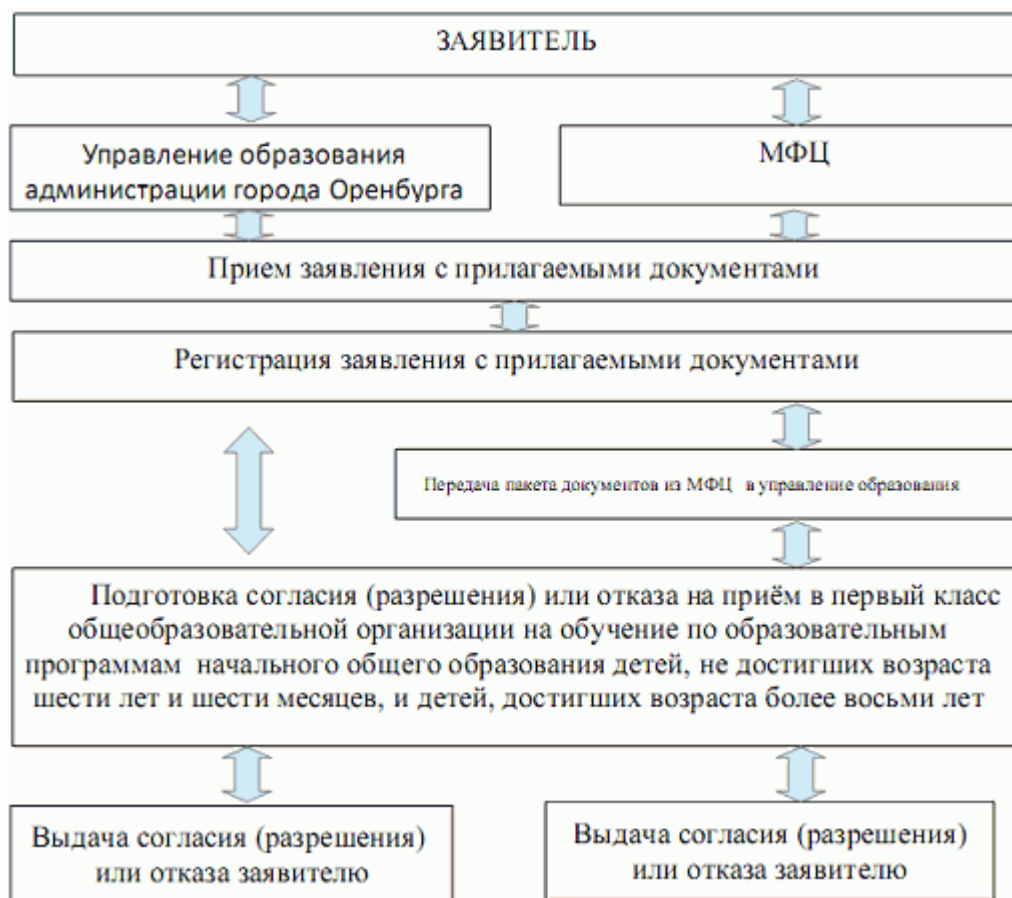 ЗАЯВИТЕЛЬ
Управление образования
администрации города Оренбурга
МФЦ
Прием заявления с прилагаемыми документами
Регистрация заявления с прилагаемыми документами
Передача пакета документов из МФЦ в управление образования
Подготовка согласия (разрешения) или отказа на приём в первый класс
общеобразовательной организации на обучение по образовательным
программам начального общего образования детей, не достигших возраста
шести лет и шести месяцев, и детей, достигших возраста более восьми лет
Выдача согласия (разрешения)
или отказа заявителю
Выдача согласия (разрешения)
или отказа заявителю